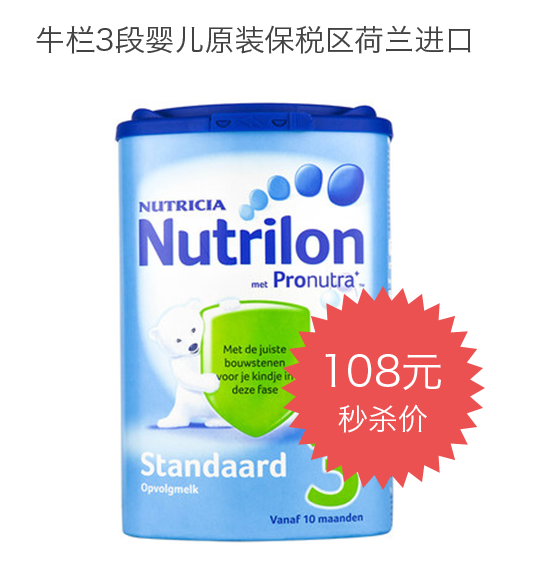 牛栏3段婴儿原装保税区荷兰进口
NUTRICIA
Nutrilon
met Pronutra+™
Met de juiste
bouwstenen
voor je kindje in
deze fase
108元
秒杀价
Standaard 3
Opvolgmelk
Vanaf 10 maanden